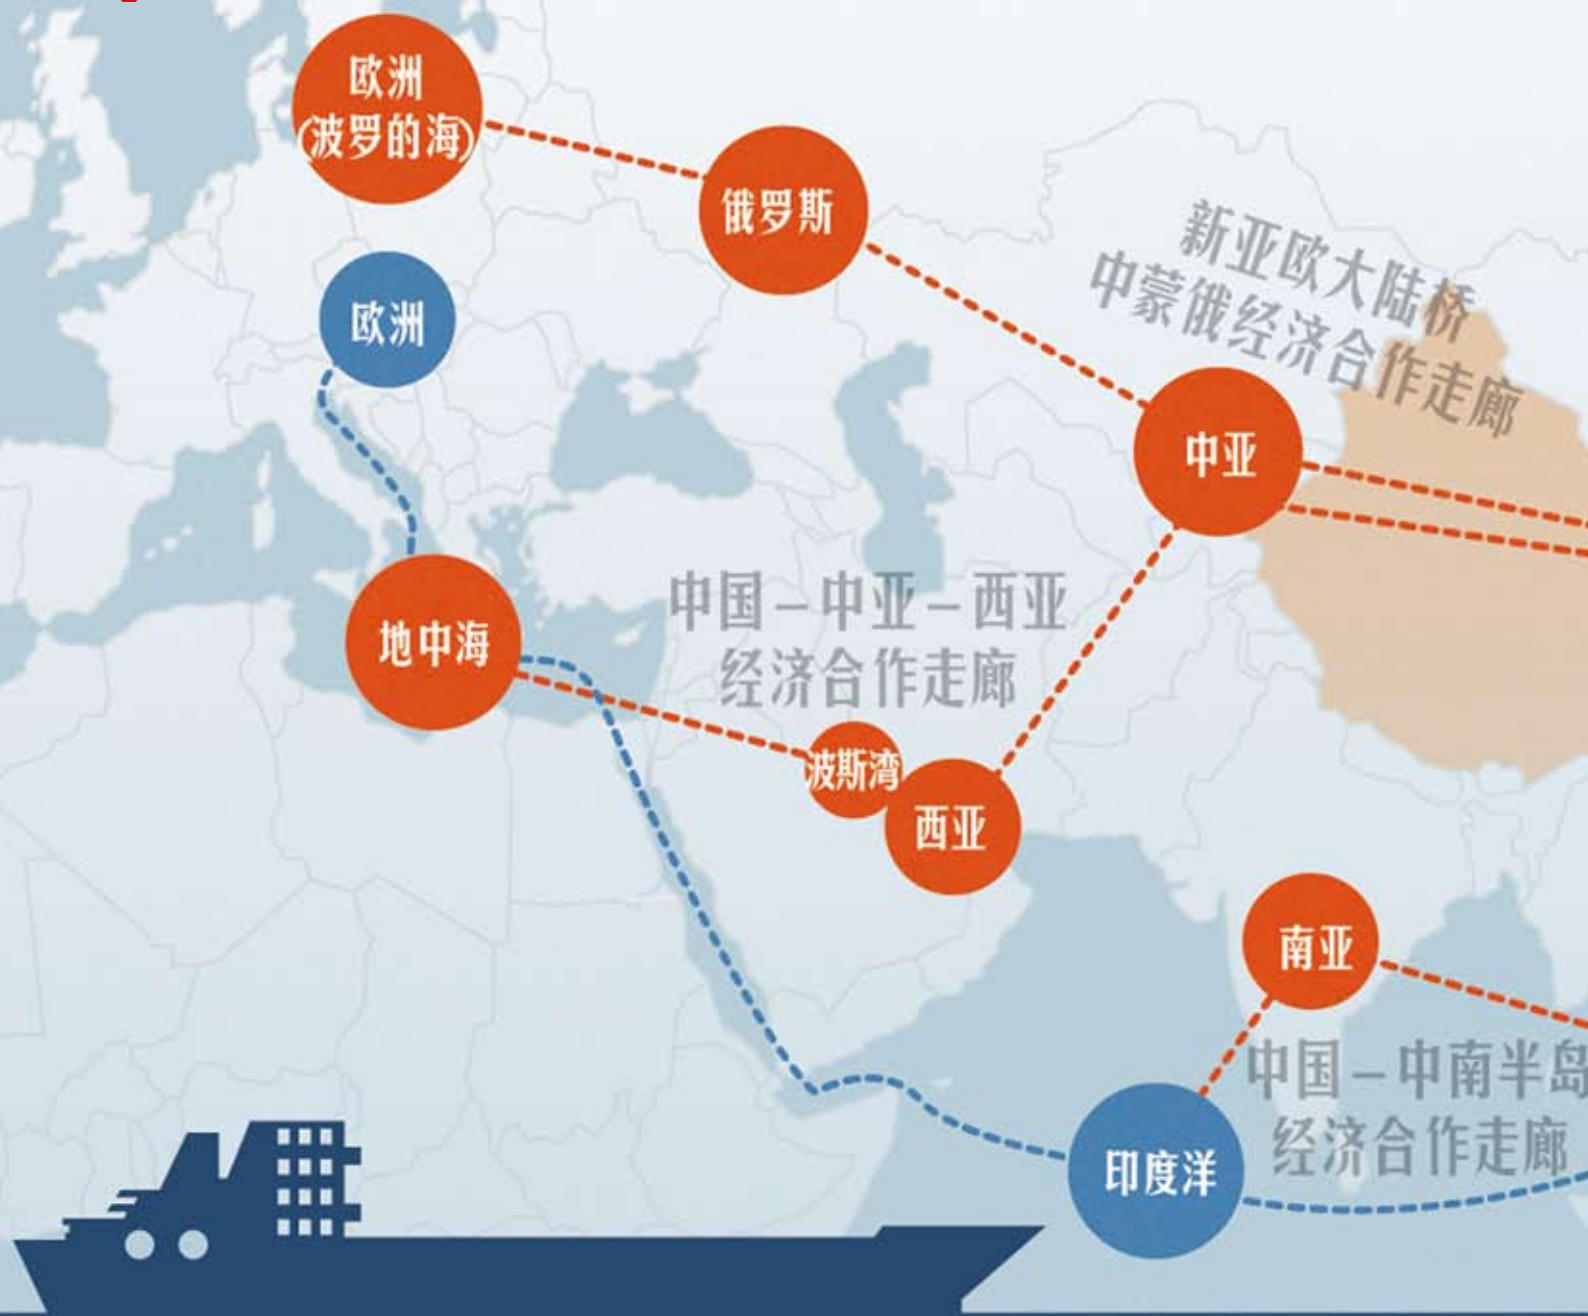 欧洲
(波罗的海)
俄罗斯
新亚欧大陆桥
中蒙俄经济合作走廊
欧洲
中亚
中国－中亚－西亚
经济合作走廊
地中海
波斯湾
西亚
南亚
中国－中南半岛
经济合作走廊
印度洋